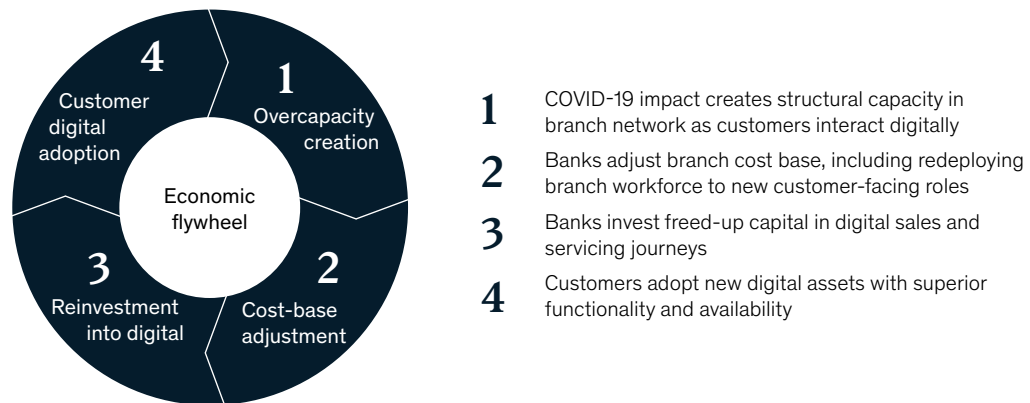 4
Customer
digital
adoption
1
Overcapacity
creation
Economic
flywheel
3
Reinvestment
into digital
2
Cost-base
adjustment
1
COVID-19 impact creates structural capacity in
branch network as customers interact digitally
2
Banks adjust branch cost base, including redeploying
branch workforce to new customer-facing roles
3
Banks invest freed-up capital in digital sales and
servicing journeys
4
Customers adopt new digital assets with superior
functionality and availability